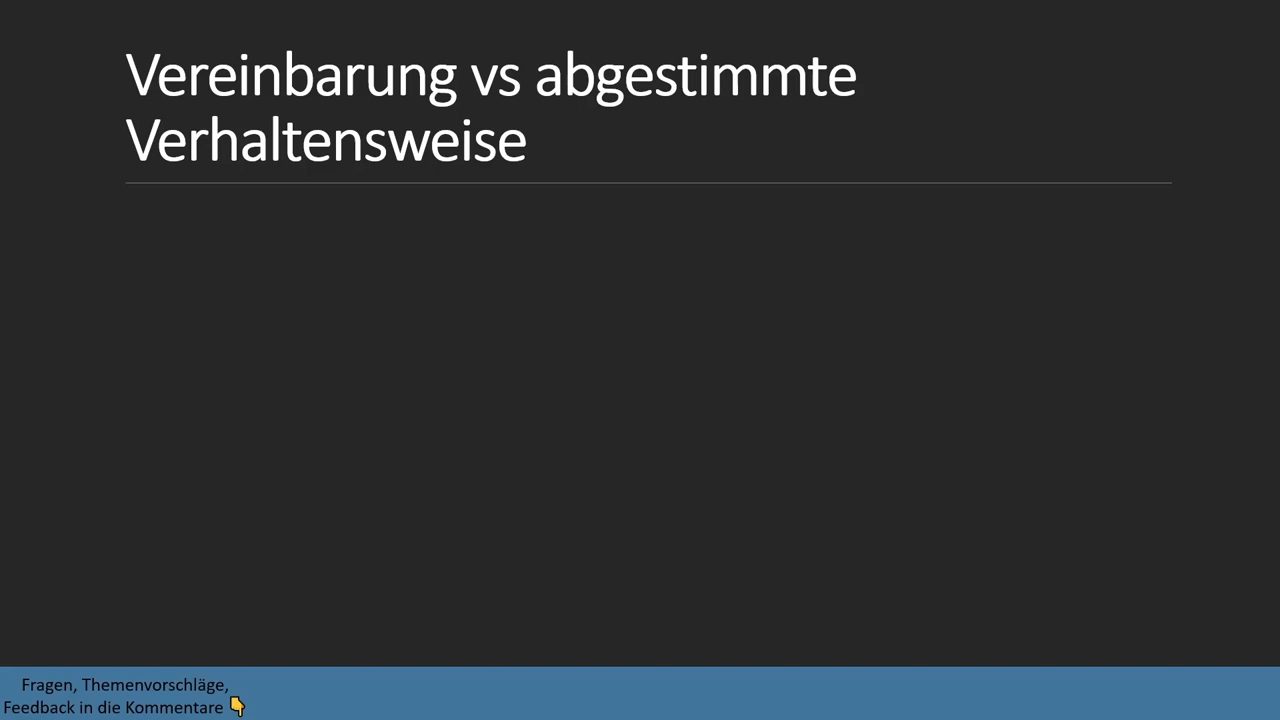 Vereinbarung vs abgestimmte
Verhaltensweise
Fragen, Themenvorschläge,
Feedback in die Kommentare 👇